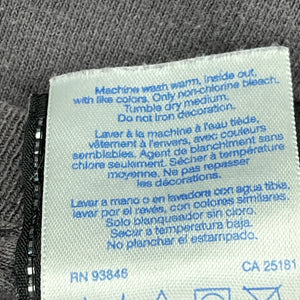 Machine wash warm, inside out,
with like colors. Only non-chlorine bleach.
Tumble dry medium.
Do not iron decoration.
Laver à la machine à l'eau tiède,
vêtement à l'envers, avec couleurs
semblables. Agent de blanchiment sans
chlore seulement. Sécher à température
moyenne. Ne pas repasser
les décorations.
Lavar a mano o en lavadora con agua tibia,
lavar por el revés, con colores similares.
Solo blanqueador sin cloro.
Secar a temperatura baja.
No planchar el estampado.
RN 93846 CA 25181